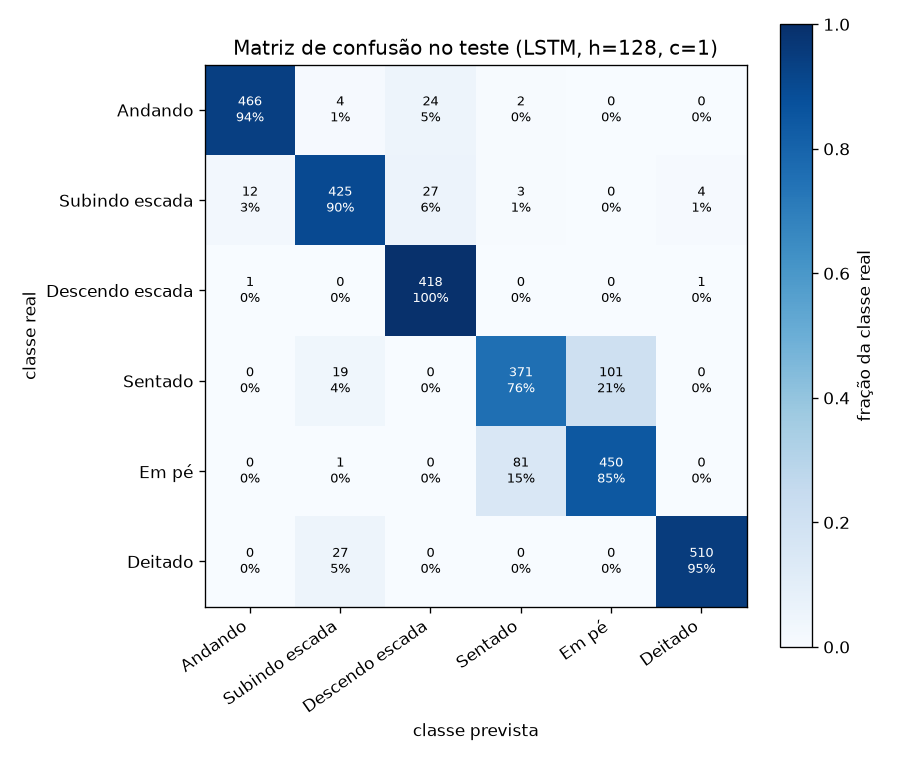 Matriz de confusão no teste (LSTM, h=128, c=1)
Andando
466 4 24 2 0 0
94% 1% 5% 0% 0% 0%
Subindo escada
12 425 27 3 0 4
3% 90% 6% 1% 0% 1%
Descendo escada
1 0 418 0 0 1
0% 0% 100% 0% 0% 0%
Sentado
0 19 0 371 101 0
0% 4% 0% 76% 21% 0%
Em pé
0 1 0 81 450 0
0% 0% 0% 15% 85% 0%
Deitado
0 27 0 0 0 510
0% 5% 0% 0% 0% 95%
classe real
Andando
Subindo escada
Descendo escada
Sentado
Em pé
Deitado
classe prevista
1.0
0.8
0.6
0.4
0.2
0.0
fração da classe real